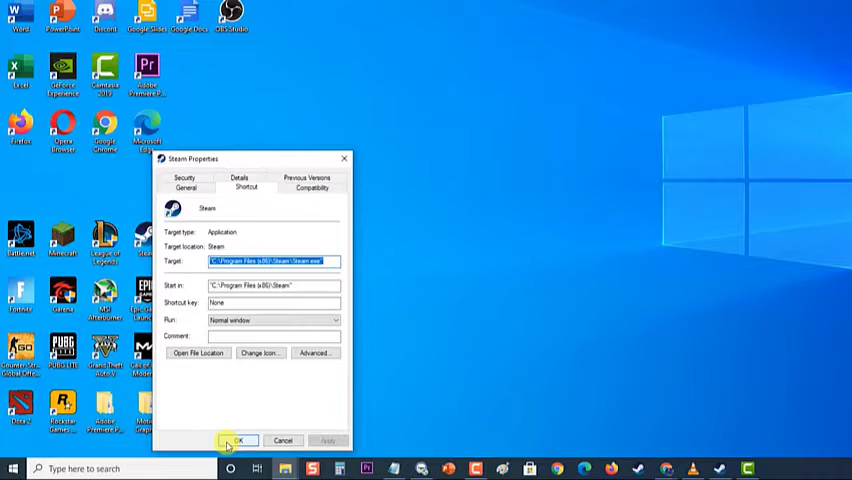 Word PowerPoint Discord Google Slides Google Docs OBS Studio
Excel GeForce Experience Camtasia 2019 Adobe Premiere P...
Firefox Opera Browser Google Chrome Microsoft Edge
Steam Properties
Security Details Previous Versions
General Shortcut Compatibility
Steam
Target type: Application
Target location: Steam
Target: "C:\Program Files (x86)\Steam\Steam.exe"
Start in: "C:\Program Files (x86)\Steam"
Shortcut key: None
Run: Normal window
Comment:
Open File Location Change Icon... Advanced...
OK Cancel Apply
Battle.net Minecraft League of Legends
Fortnite Garena MSI Afterburner
Counter-Str... Global Offe... PUBG LITE Grand Theft Auto V
Dota 2 Rockstar Games ... Adobe Premiere P...
Type here to search